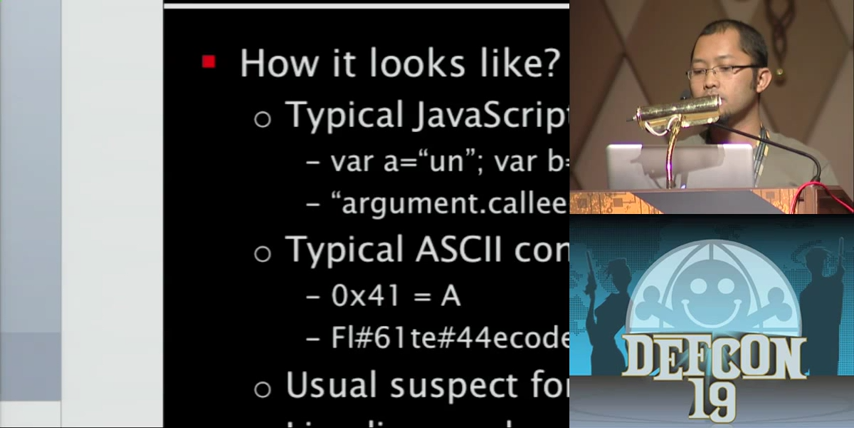 How it looks like?
Typical JavaScript
– var a=“un”; var b=
– “argument.callee
Typical ASCII con
– 0x41 = A
– Fl#61te#44ecode
Usual suspect for
DEFCON
19